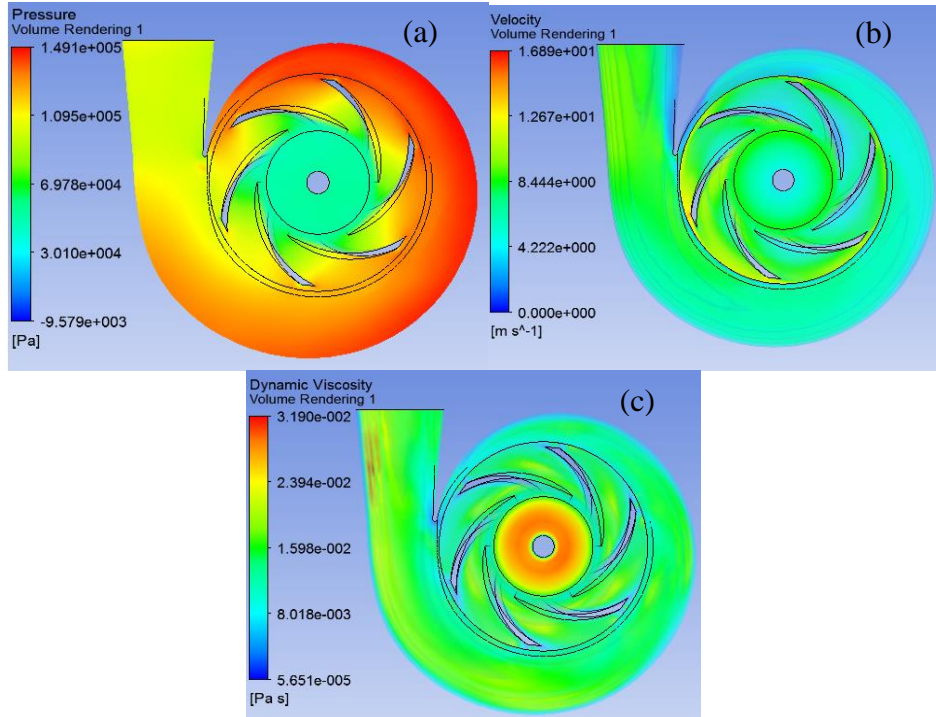 Pressure
Volume Rendering 1
(a)
1.491e+005
1.095e+005
6.978e+004
3.010e+004
-9.579e+003
[Pa]
Velocity
Volume Rendering 1
(b)
1.689e+001
1.267e+001
8.444e+000
4.222e+000
0.000e+000
[m s^-1]
Dynamic Viscosity
Volume Rendering 1
(c)
3.190e-002
2.394e-002
1.598e-002
8.018e-003
5.651e-005
[Pa s]